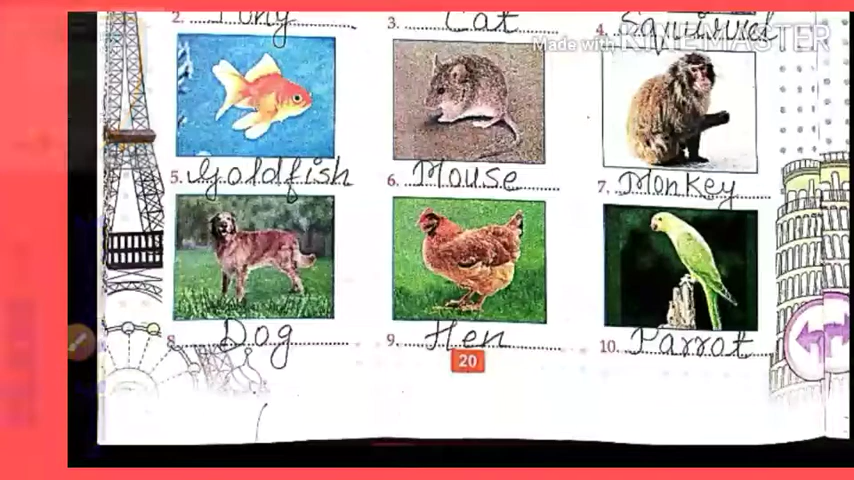 2. Pony 3. Cat 4. Squirrel
Made with KINEMASTER
5. Goldfish 6. Mouse 7. Monkey
8. Dog 9. Hen 10. Parrot
20